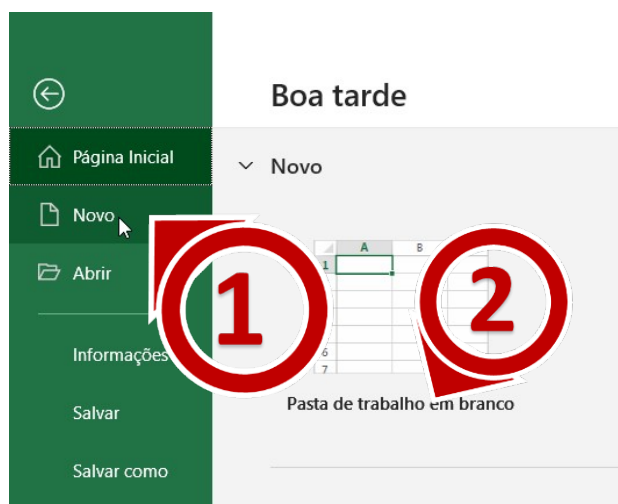 Boa tarde
Página Inicial
Novo
Novo
Abrir
Informações
Salvar
Salvar como
A B
1
6
7
Pasta de trabalho em branco
1
2